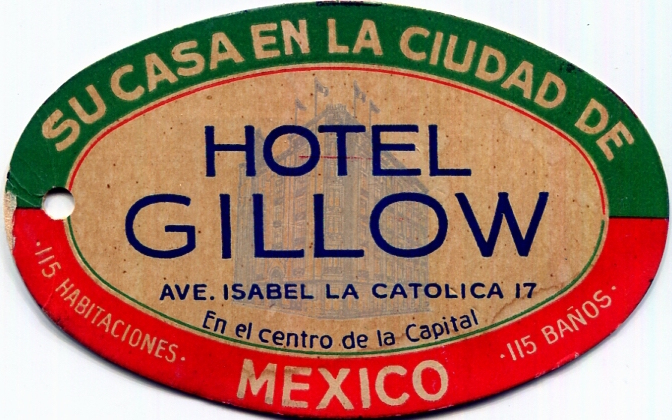 SU CASA EN LA CIUDAD DE
HOTEL
GILLOW
AVE. ISABEL LA CATOLICA 17
En el centro de la Capital
·115 HABITACIONES·
·115 BAÑOS·
MEXICO